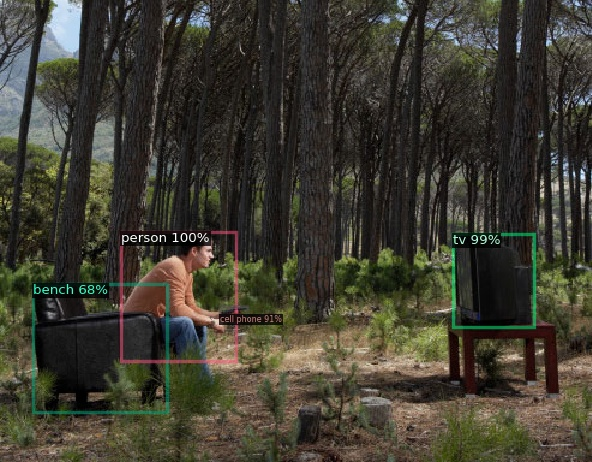 person 100%
tv 99%
bench 68%
cell phone 91%